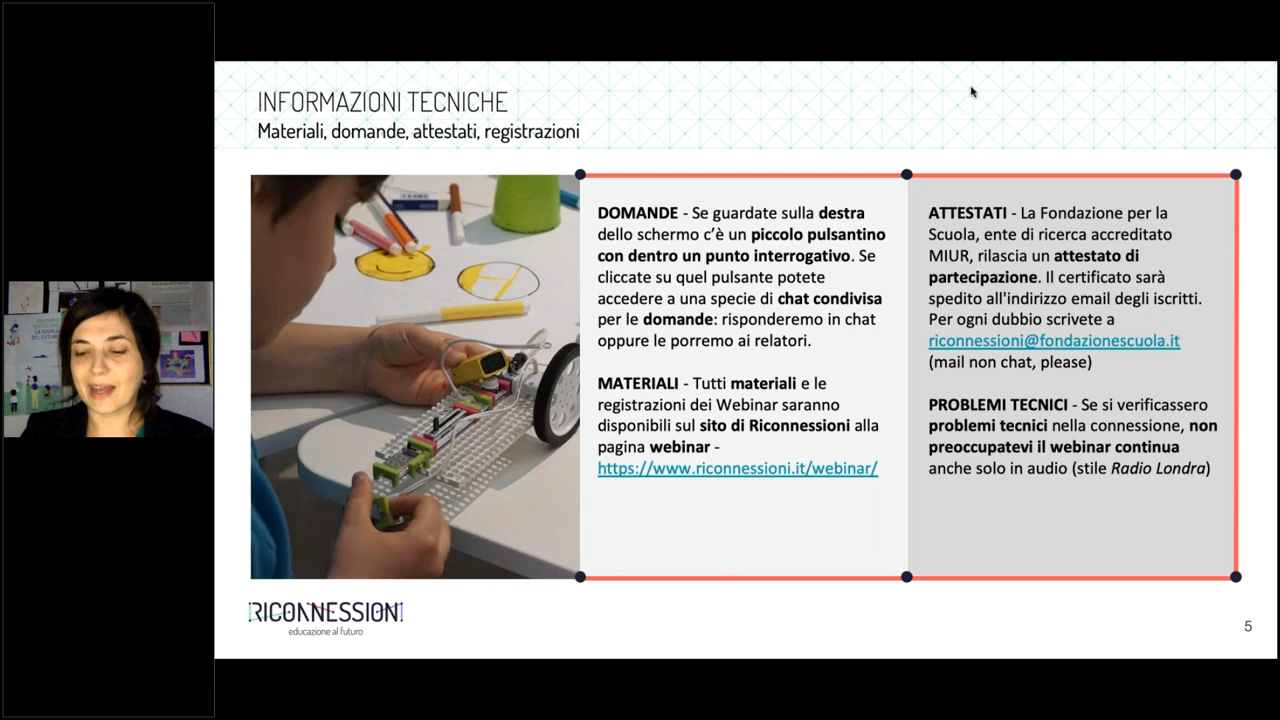 INFORMAZIONI TECNICHE
Materiali, domande, attestati, registrazioni
DOMANDE - Se guardate sulla destra
dello schermo c'è un piccolo pulsantino
con dentro un punto interrogativo. Se
cliccate su quel pulsante potete
accedere a una specie di chat condivisa
per le domande: risponderemo in chat
oppure le porremo ai relatori.
MATERIALI - Tutti materiali e le
registrazioni dei Webinar saranno
disponibili sul sito di Riconnessioni alla
pagina webinar -
https://www.riconnessioni.it/webinar/
ATTESTATI - La Fondazione per la
Scuola, ente di ricerca accreditato
MIUR, rilascia un attestato di
partecipazione. Il certificato sarà
spedito all'indirizzo email degli iscritti.
Per ogni dubbio scrivete a
riconnessioni@fondazionescuola.it
(mail non chat, please)
PROBLEMI TECNICI - Se si verificassero
problemi tecnici nella connessione, non
preoccupatevi il webinar continua
anche solo in audio (stile Radio Londra)
RICONNESSIONI
educazione al futuro
5